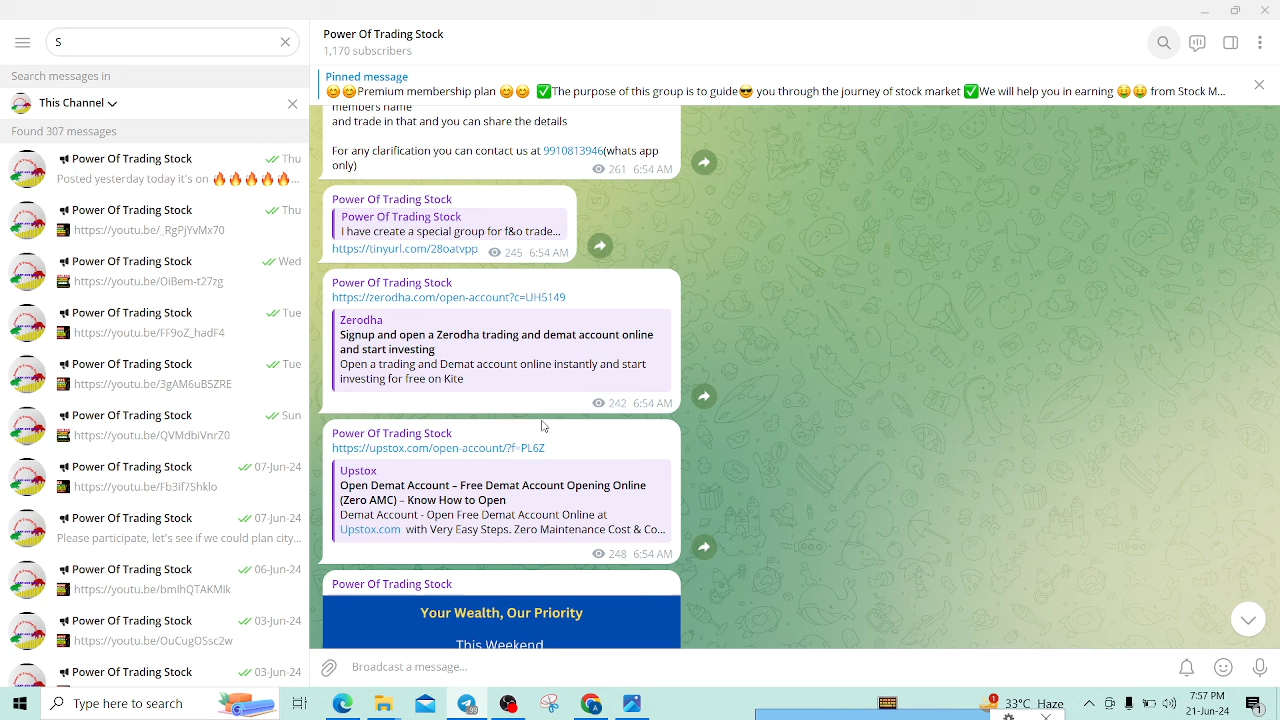 S
Search messages in
This Channel
Found 307 messages
Power Of Trading Stock Thu
Posted yesterday today it's on 🔥🔥🔥🔥🔥...
Power Of Trading Stock Thu
https://youtu.be/_RgPjYvMx70
Power Of Trading Stock Wed
https://youtu.be/OiBem-t27zg
Power Of Trading Stock Tue
https://youtu.be/FF9oZ_hadF4
Power Of Trading Stock Tue
https://youtu.be/3gAM6uB5ZRE
Power Of Trading Stock Sun
https://youtu.be/QVMdbiVnrZ0
Power Of Trading Stock 07-Jun-24
https://youtu.be/Fb3if7Shklo
Power Of Trading Stock 07-Jun-24
Please participate, let's see if we could plan city...
Power Of Trading Stock 06-Jun-24
https://youtu.be/bmIhQTAKMlk
Power Of Trading Stock 03-Jun-24
https://youtu.be/OuCugOSsc2w
Power Of Trading Stock 03-Jun-24
Power Of Trading Stock
1,170 subscribers
Pinned message
😊😊Premium membership plan 😊😊 ✅The purpose of this group is to guide😎 you through the journey of stock market ✅We will help you in earning 🤑🤑 from Stock M...
members name
and trade in that and you can share the details
For any clarification you can contact us at 9910813946(whats app
only) 261 6:54 AM
Power Of Trading Stock
Power Of Trading Stock
I have create a special group for f&o trade...
https://tinyurl.com/28oatvpp 245 6:54 AM
Power Of Trading Stock
https://zerodha.com/open-account?c=UH5149
Zerodha
Signup and open a Zerodha trading and demat account online
and start investing
Open a trading and Demat account online instantly and start
investing for free on Kite
242 6:54 AM
Power Of Trading Stock
https://upstox.com/open-account/?f=PL6Z
Upstox
Open Demat Account – Free Demat Account Opening Online
(Zero AMC) – Know How to Open
Demat Account - Open Free Demat Account Online at
Upstox.com with Very Easy Steps. Zero Maintenance Cost & Co...
248 6:54 AM
Power Of Trading Stock
Your Wealth, Our Priority
This Weekend
Broadcast a message...
Type here to search
1
33°C Haze
7:57 PM
21-Jun-24
1